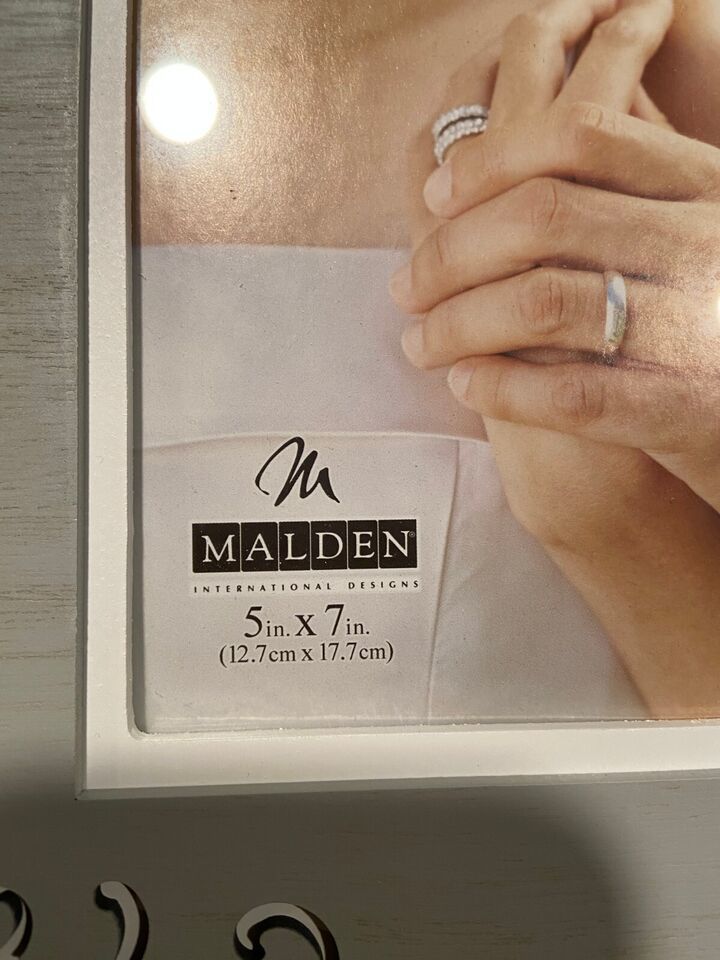 MALDEN®
INTERNATIONAL DESIGNS
5in. x 7in.
(12.7cm x 17.7cm)